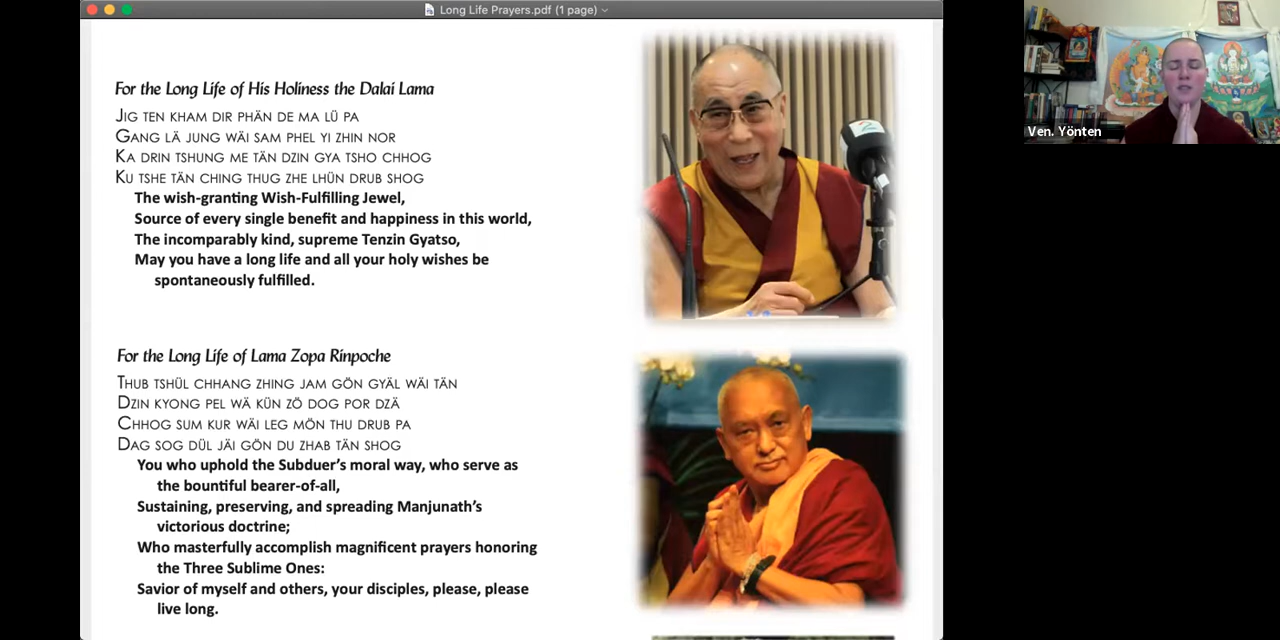 Long Life Prayers.pdf (1 page)
For the Long Life of His Holiness the Dalai Lama
JIG TEN KHAM DIR PHÄN DE MA LÜ PA
GANG LÄ JUNG WÄI SAM PHEL YI ZHIN NOR
KA DRIN TSHUNG ME TÄN DZIN GYA TSHO CHHOG
KU TSHE TÄN CHING THUG ZHE LHÜN DRUB SHOG
The wish-granting Wish-Fulfilling Jewel,
Source of every single benefit and happiness in this world,
The incomparably kind, supreme Tenzin Gyatso,
May you have a long life and all your holy wishes be
spontaneously fulfilled.
For the Long Life of Lama Zopa Rinpoche
THUB TSHÜL CHHANG ZHING JAM GÖN GYÄL WÄI TÄN
DZIN KYONG PEL WÄ KÜN ZÖ DOG POR DZÄ
CHHOG SUM KUR WÄI LEG MÖN THU DRUB PA
DAG SOG DÜL JÄI GÖN DU ZHAB TÄN SHOG
You who uphold the Subduer's moral way, who serve as
the bountiful bearer-of-all,
Sustaining, preserving, and spreading Manjunath's
victorious doctrine;
Who masterfully accomplish magnificent prayers honoring
the Three Sublime Ones:
Savior of myself and others, your disciples, please, please
live long.
Ven. Yönten